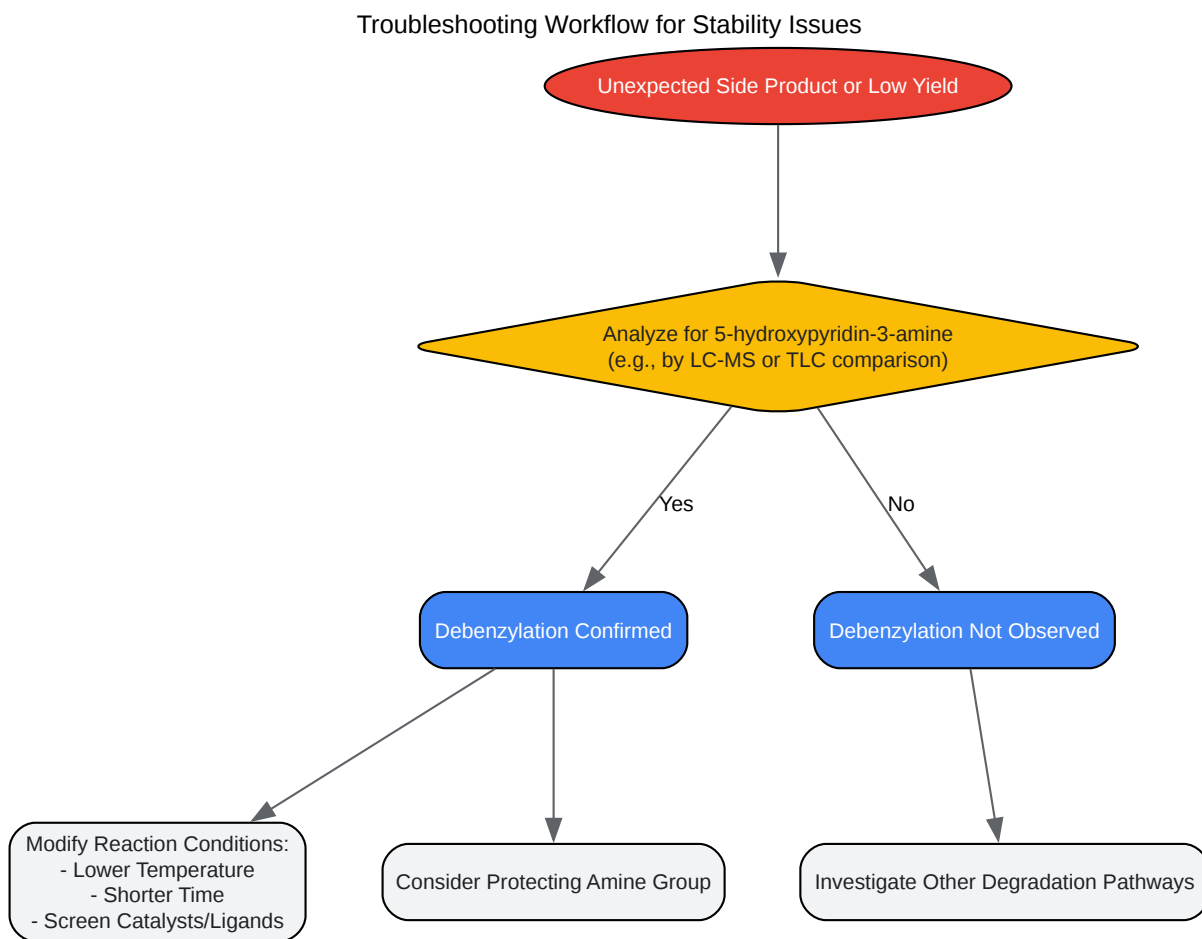 Troubleshooting Workflow for Stability Issues
Unexpected Side Product or Low Yield
Analyze for 5-hydroxypyridin-3-amine
(e.g., by LC-MS or TLC comparison)
Yes
No
Debenzylation Confirmed
Debenzylation Not Observed
Modify Reaction Conditions:
- Lower Temperature
- Shorter Time
- Screen Catalysts/Ligands
Consider Protecting Amine Group
Investigate Other Degradation Pathways